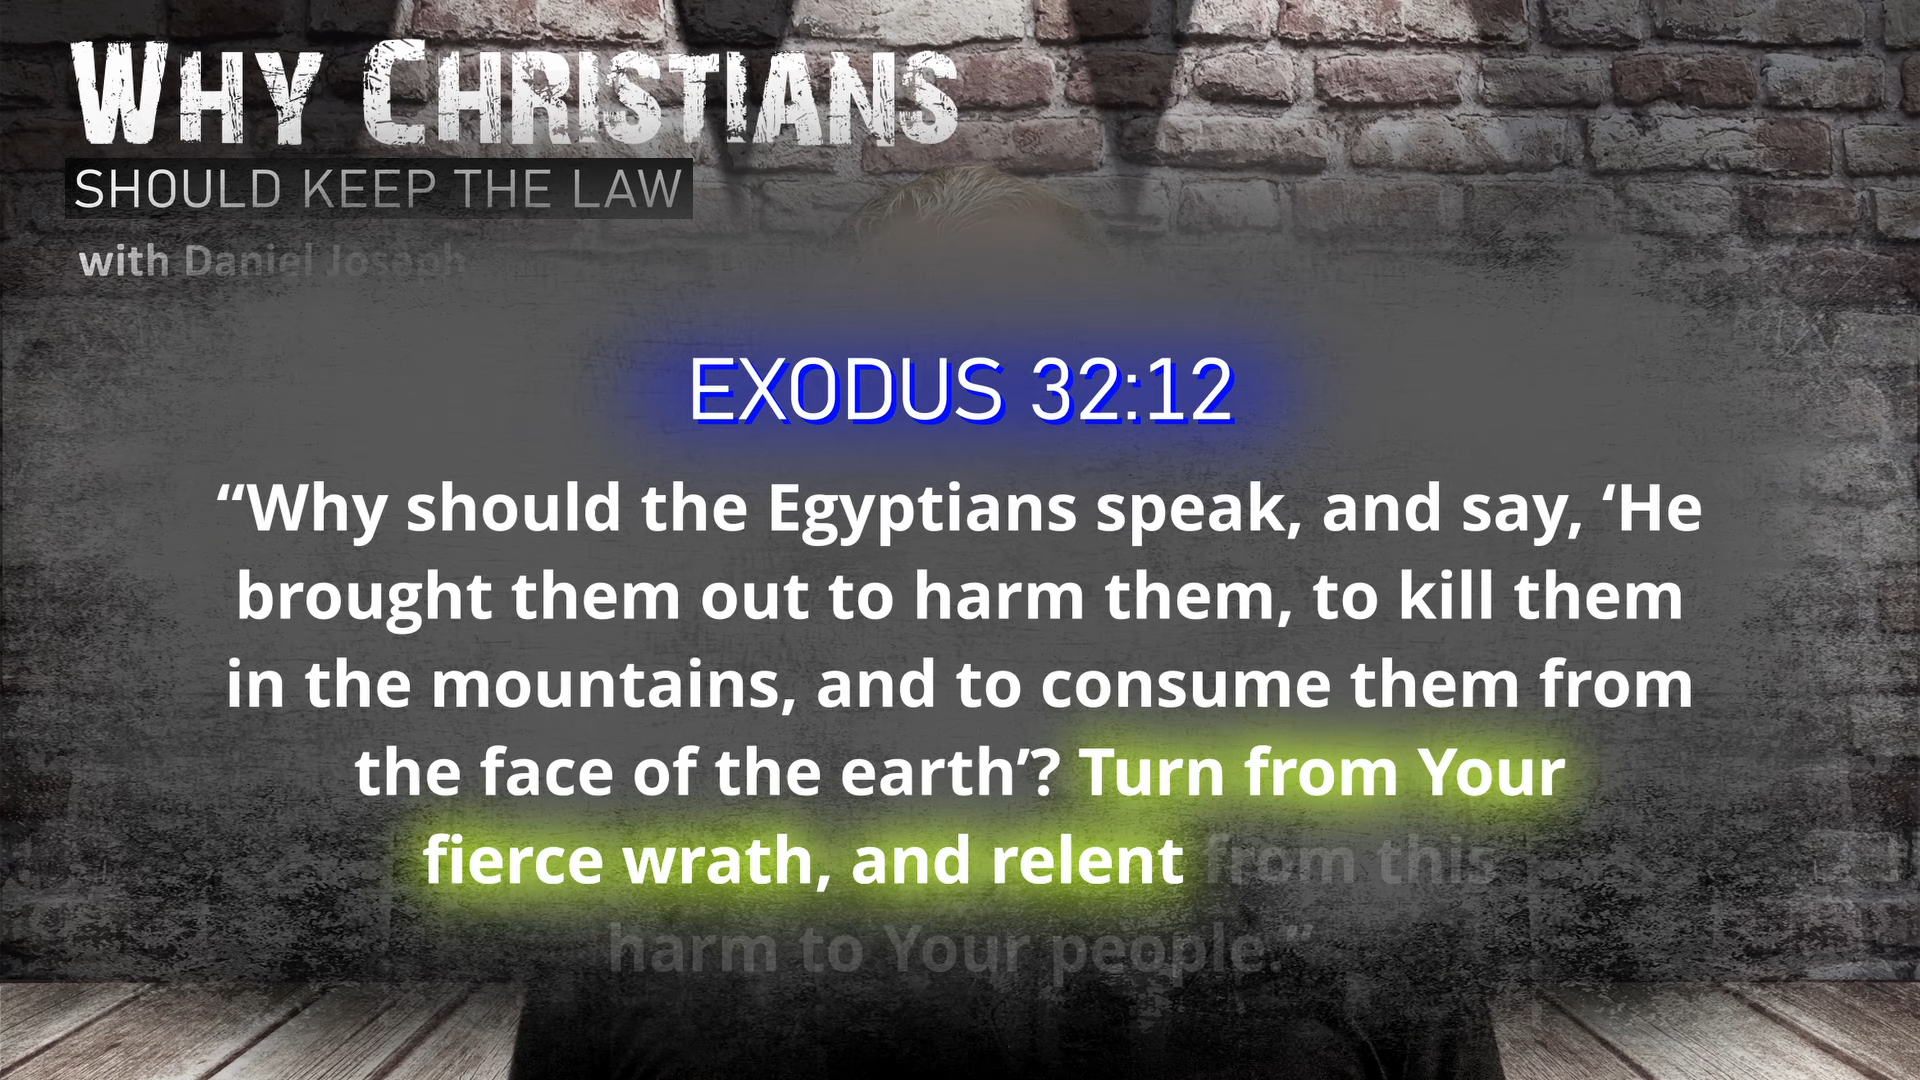 WHY CHRISTIANS
SHOULD KEEP THE LAW
with Daniel Joseph
EXODUS 32:12
“Why should the Egyptians speak, and say, ‘He
brought them out to harm them, to kill them
in the mountains, and to consume them from
the face of the earth’? Turn from Your
fierce wrath, and relent from this
harm to Your people.”